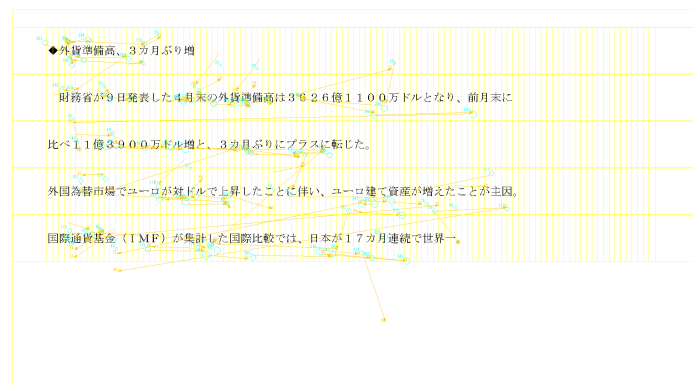 ◆外貨準備高、３カ月ぶり増
　財務省が９日発表した４月末の外貨準備高は３６２６億１１００万ドルとなり、前月末に
比べ１１億３９００万ドル増と、３カ月ぶりにプラスに転じた。
外国為替市場でユーロが対ドルで上昇したことに伴い、ユーロ建て資産が増えたことが主因。
国際通貨基金（ＩＭＦ）が集計した国際比較では、日本が１７カ月連続で世界一。